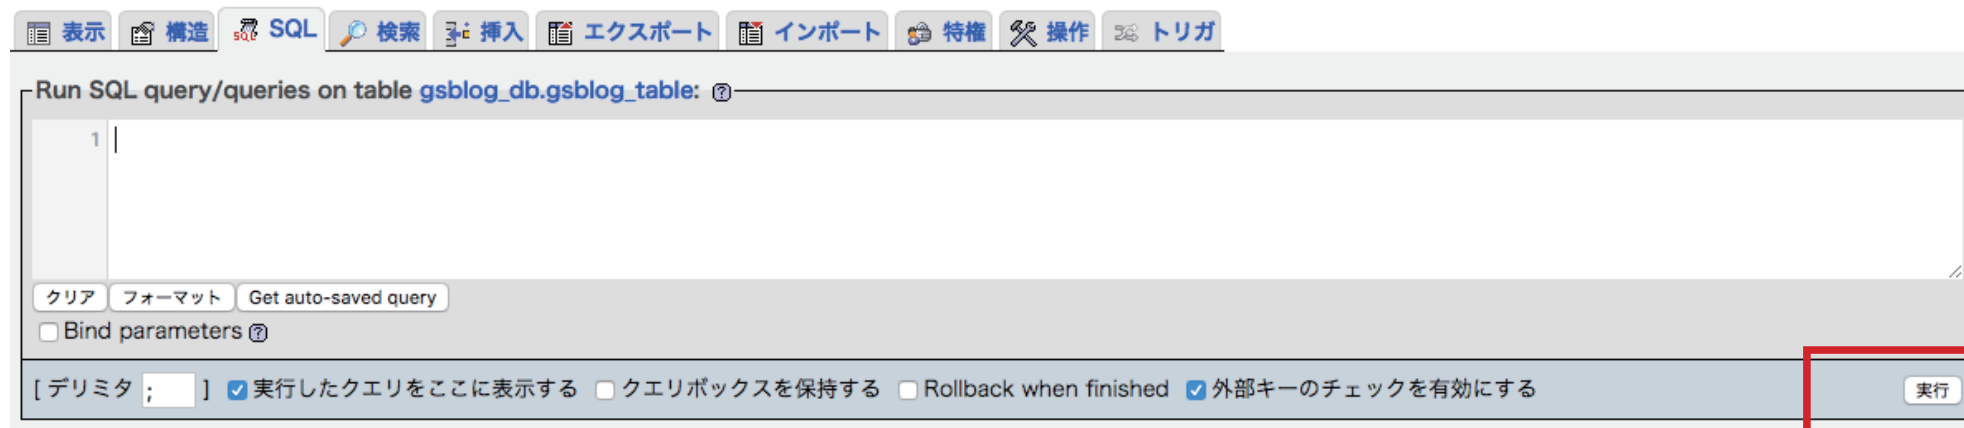 表示 構造 SQL 検索 挿入 エクスポート インポート 特権 操作 トリガ
Run SQL query/queries on table gsblog_db.gsblog_table:
1
クリア フォーマット Get auto-saved query
Bind parameters
[ デリミタ ; ] 実行したクエリをここに表示する クエリボックスを保持する Rollback when finished 外部キーのチェックを有効にする 実行